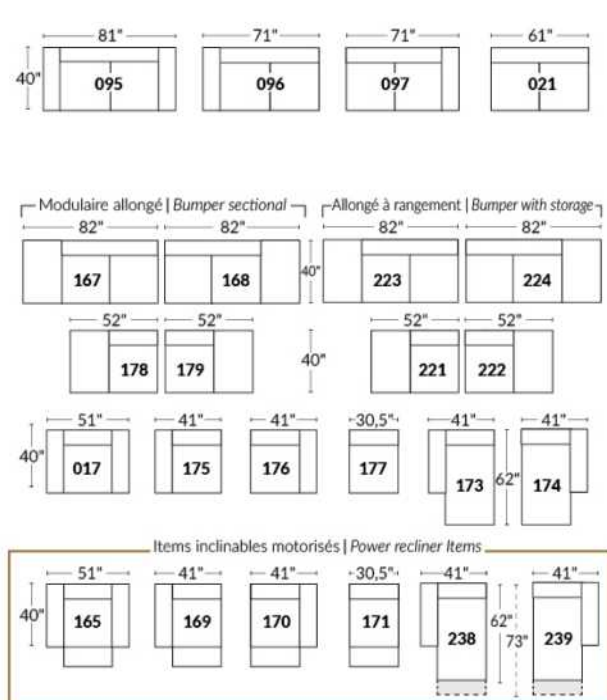 81" 71" 71" 61"
40" 095 096 097 021
Modulaire allongé | Bumper sectional Allongé à rangement | Bumper with storage
82" 82" 82" 82"
167 168 40" 223 224
52" 52" 52" 52"
178 179 40" 221 222
51" 41" 41" 30,5" 41" 41"
40" 017 175 176 177 173 62" 174
Items inclinables motorisés | Power recliner Items
51" 41" 41" 30,5" 41" 41"
40" 165 169 170 171 238 62" 73" 239